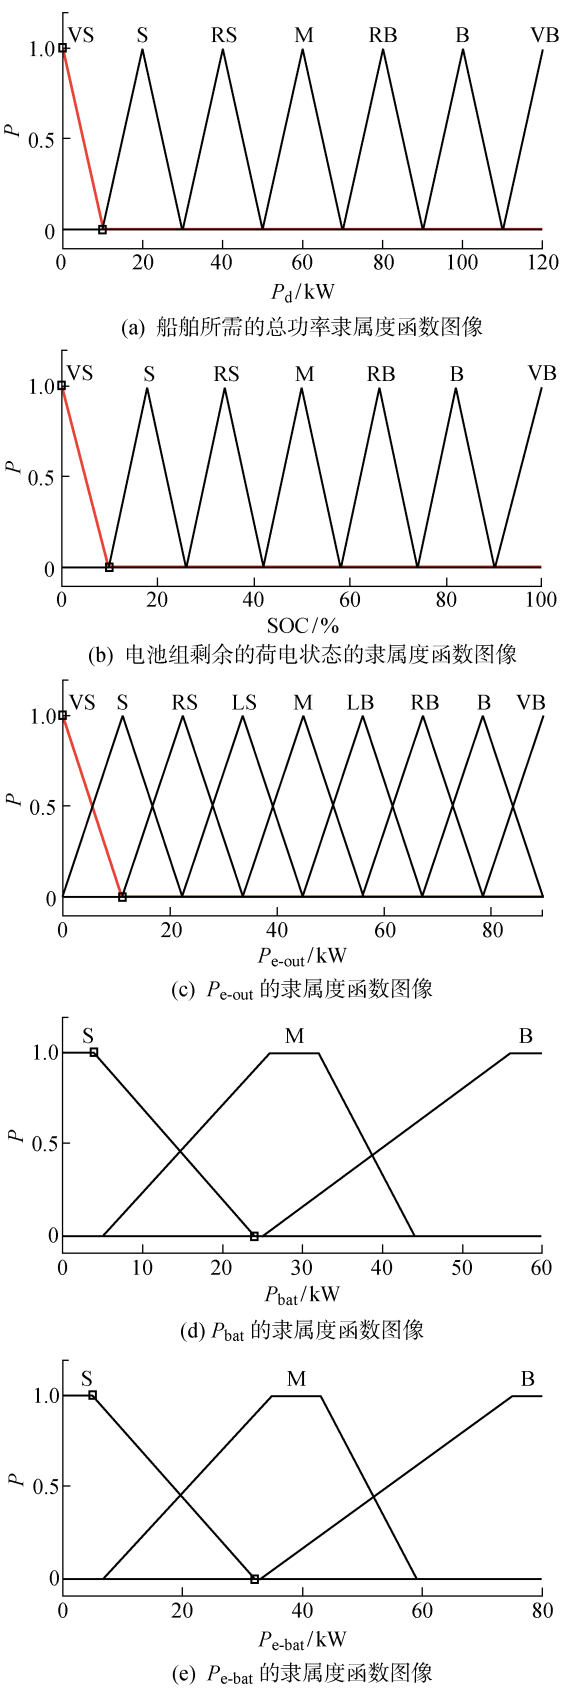 VS S RS M RB B VB
1.0
0.5
0
P
0 20 40 60 80 100 120
Pd/kW
(a) 船舶所需的总功率隶属度函数图像
VS S RS M RB B VB
1.0
0.5
0
P
0 20 40 60 80 100
SOC/%
(b) 电池组剩余的荷电状态的隶属度函数图像
VS S RS LS M LB RB B VB
1.0
0.5
0
P
0 20 40 60 80
Pe-out/kW
(c) Pe-out 的隶属度函数图像
S M B
1.0
0.5
0
P
0 10 20 30 40 50 60
Pbat/kW
(d) Pbat 的隶属度函数图像
S M B
1.0
0.5
0
P
0 20 40 60 80
Pe-bat/kW
(e) Pe-bat 的隶属度函数图像